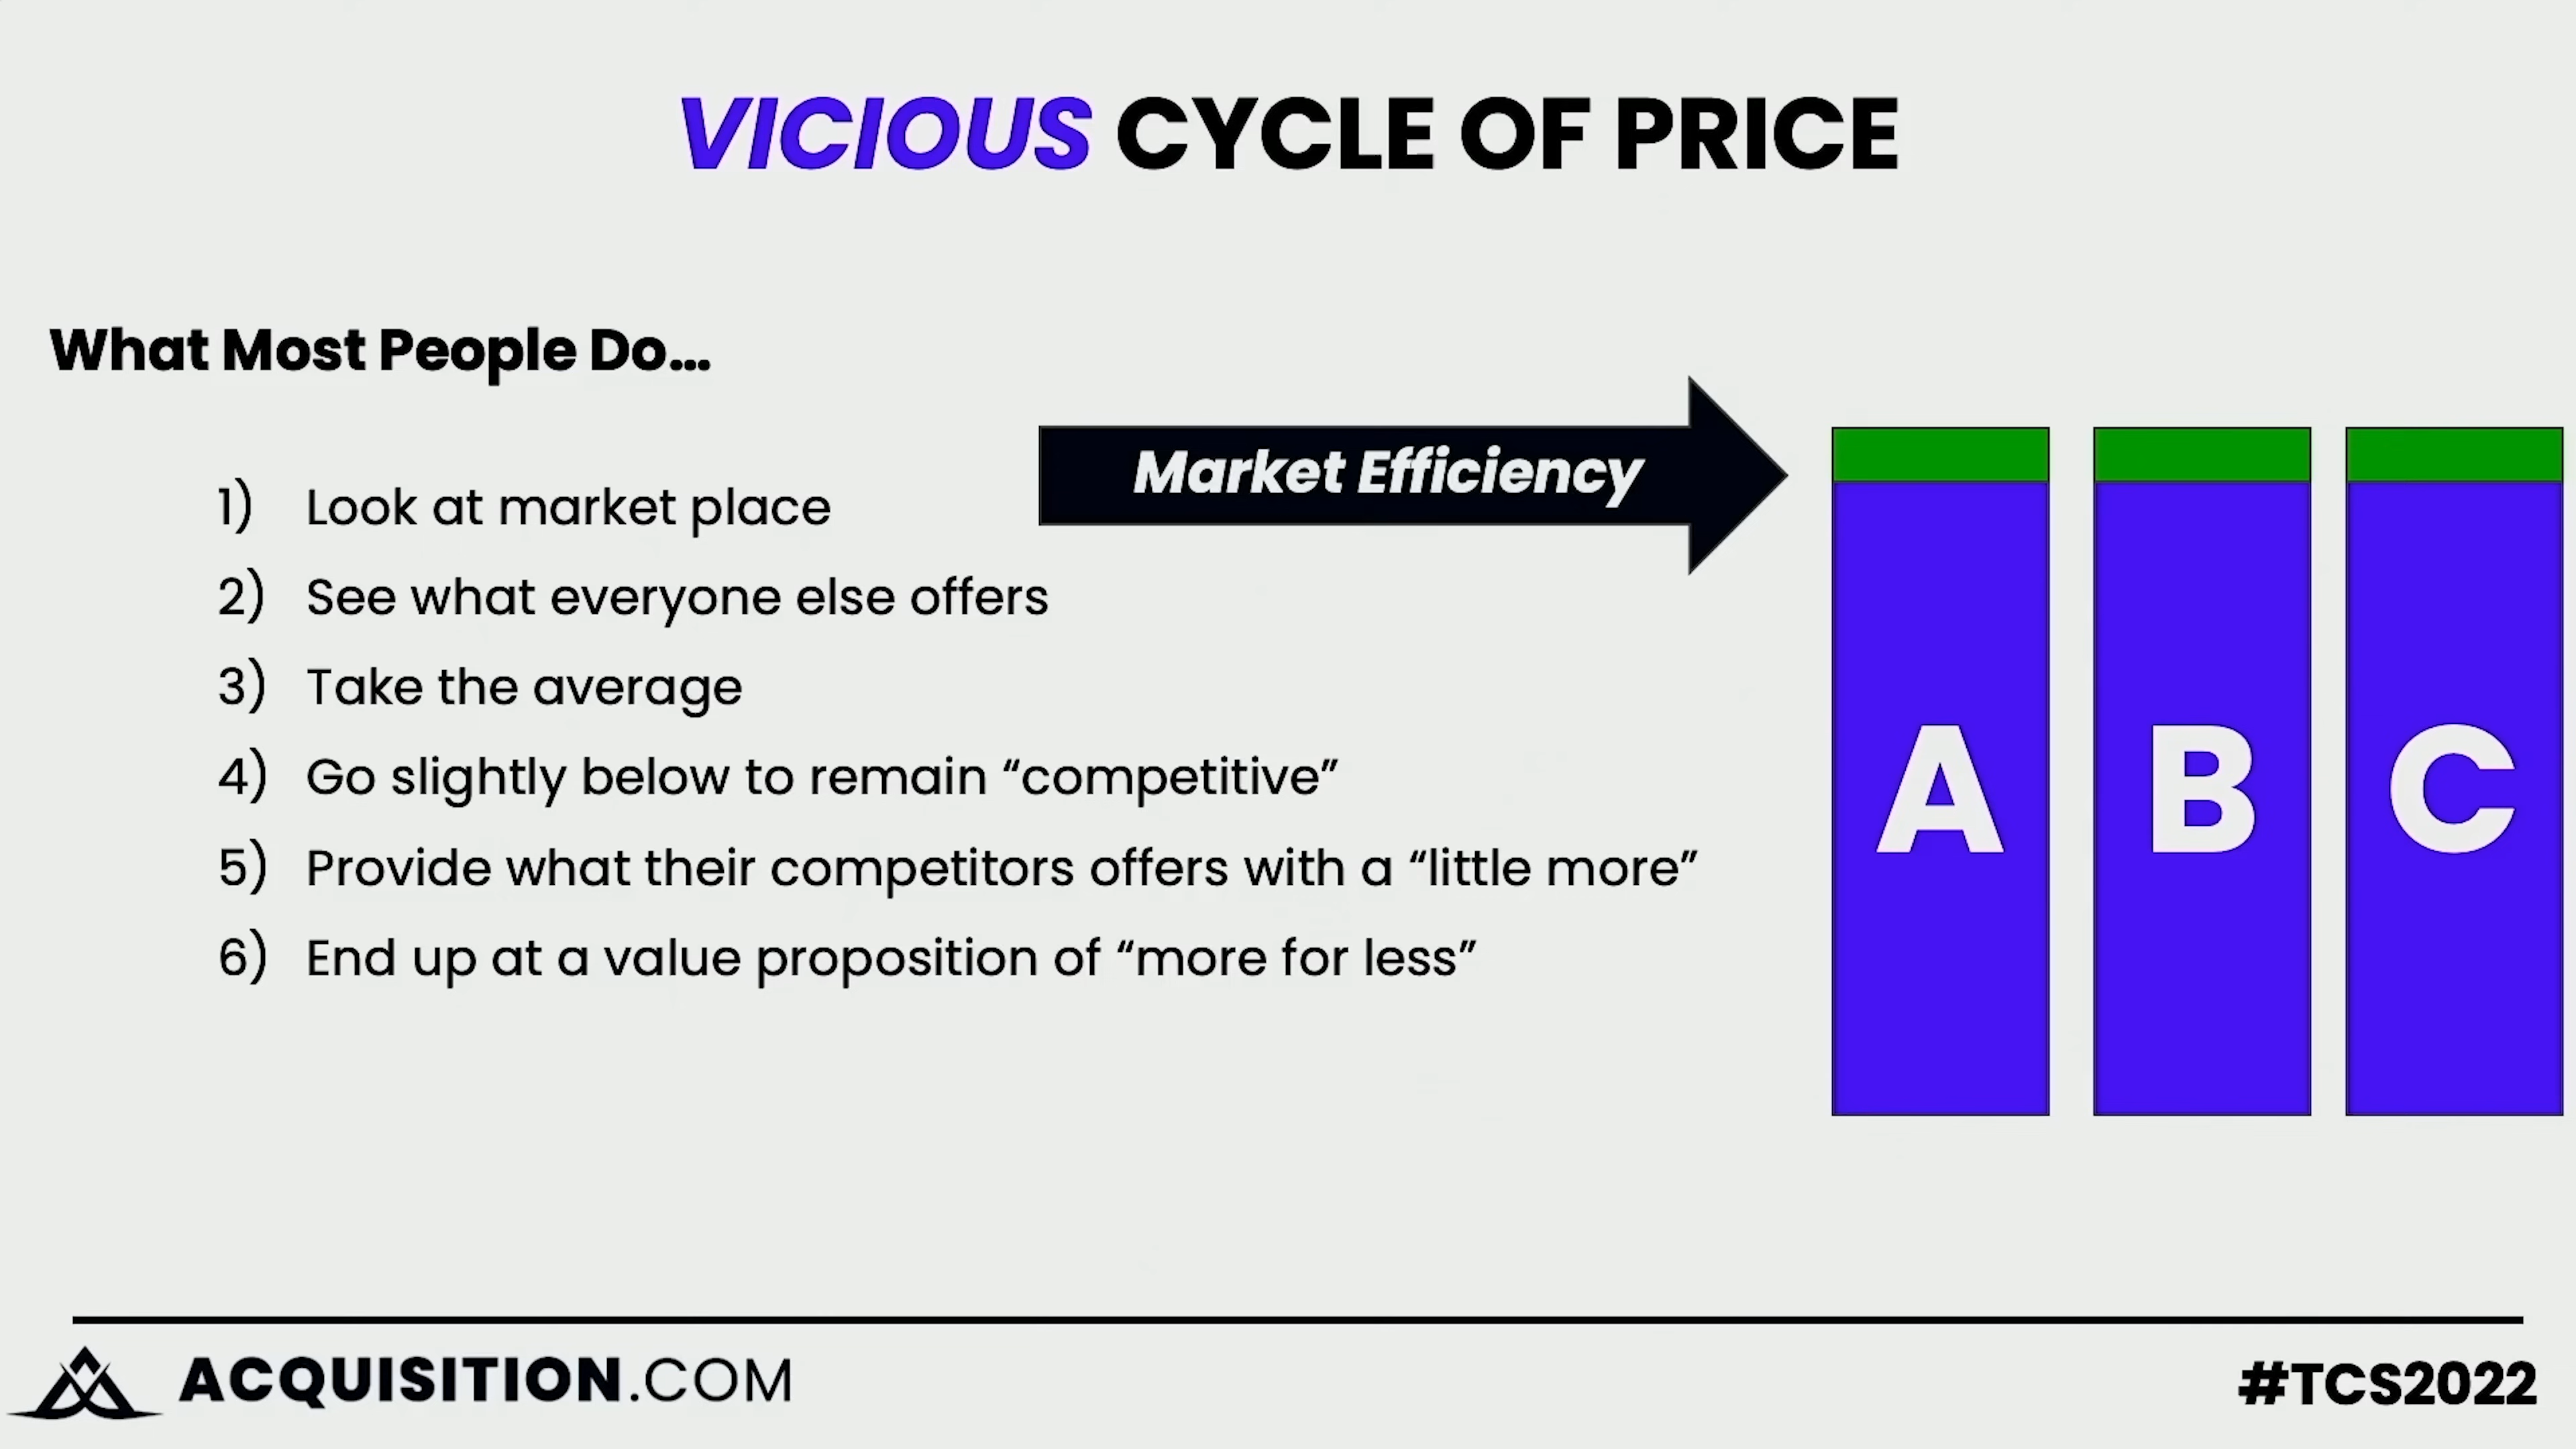 VICIOUS CYCLE OF PRICE
What Most People Do...
Market Efficiency
1) Look at market place
2) See what everyone else offers
3) Take the average
4) Go slightly below to remain “competitive”
5) Provide what their competitors offers with a “little more”
6) End up at a value proposition of “more for less”
A B C
ACQUISITION.COM
#TCS2022